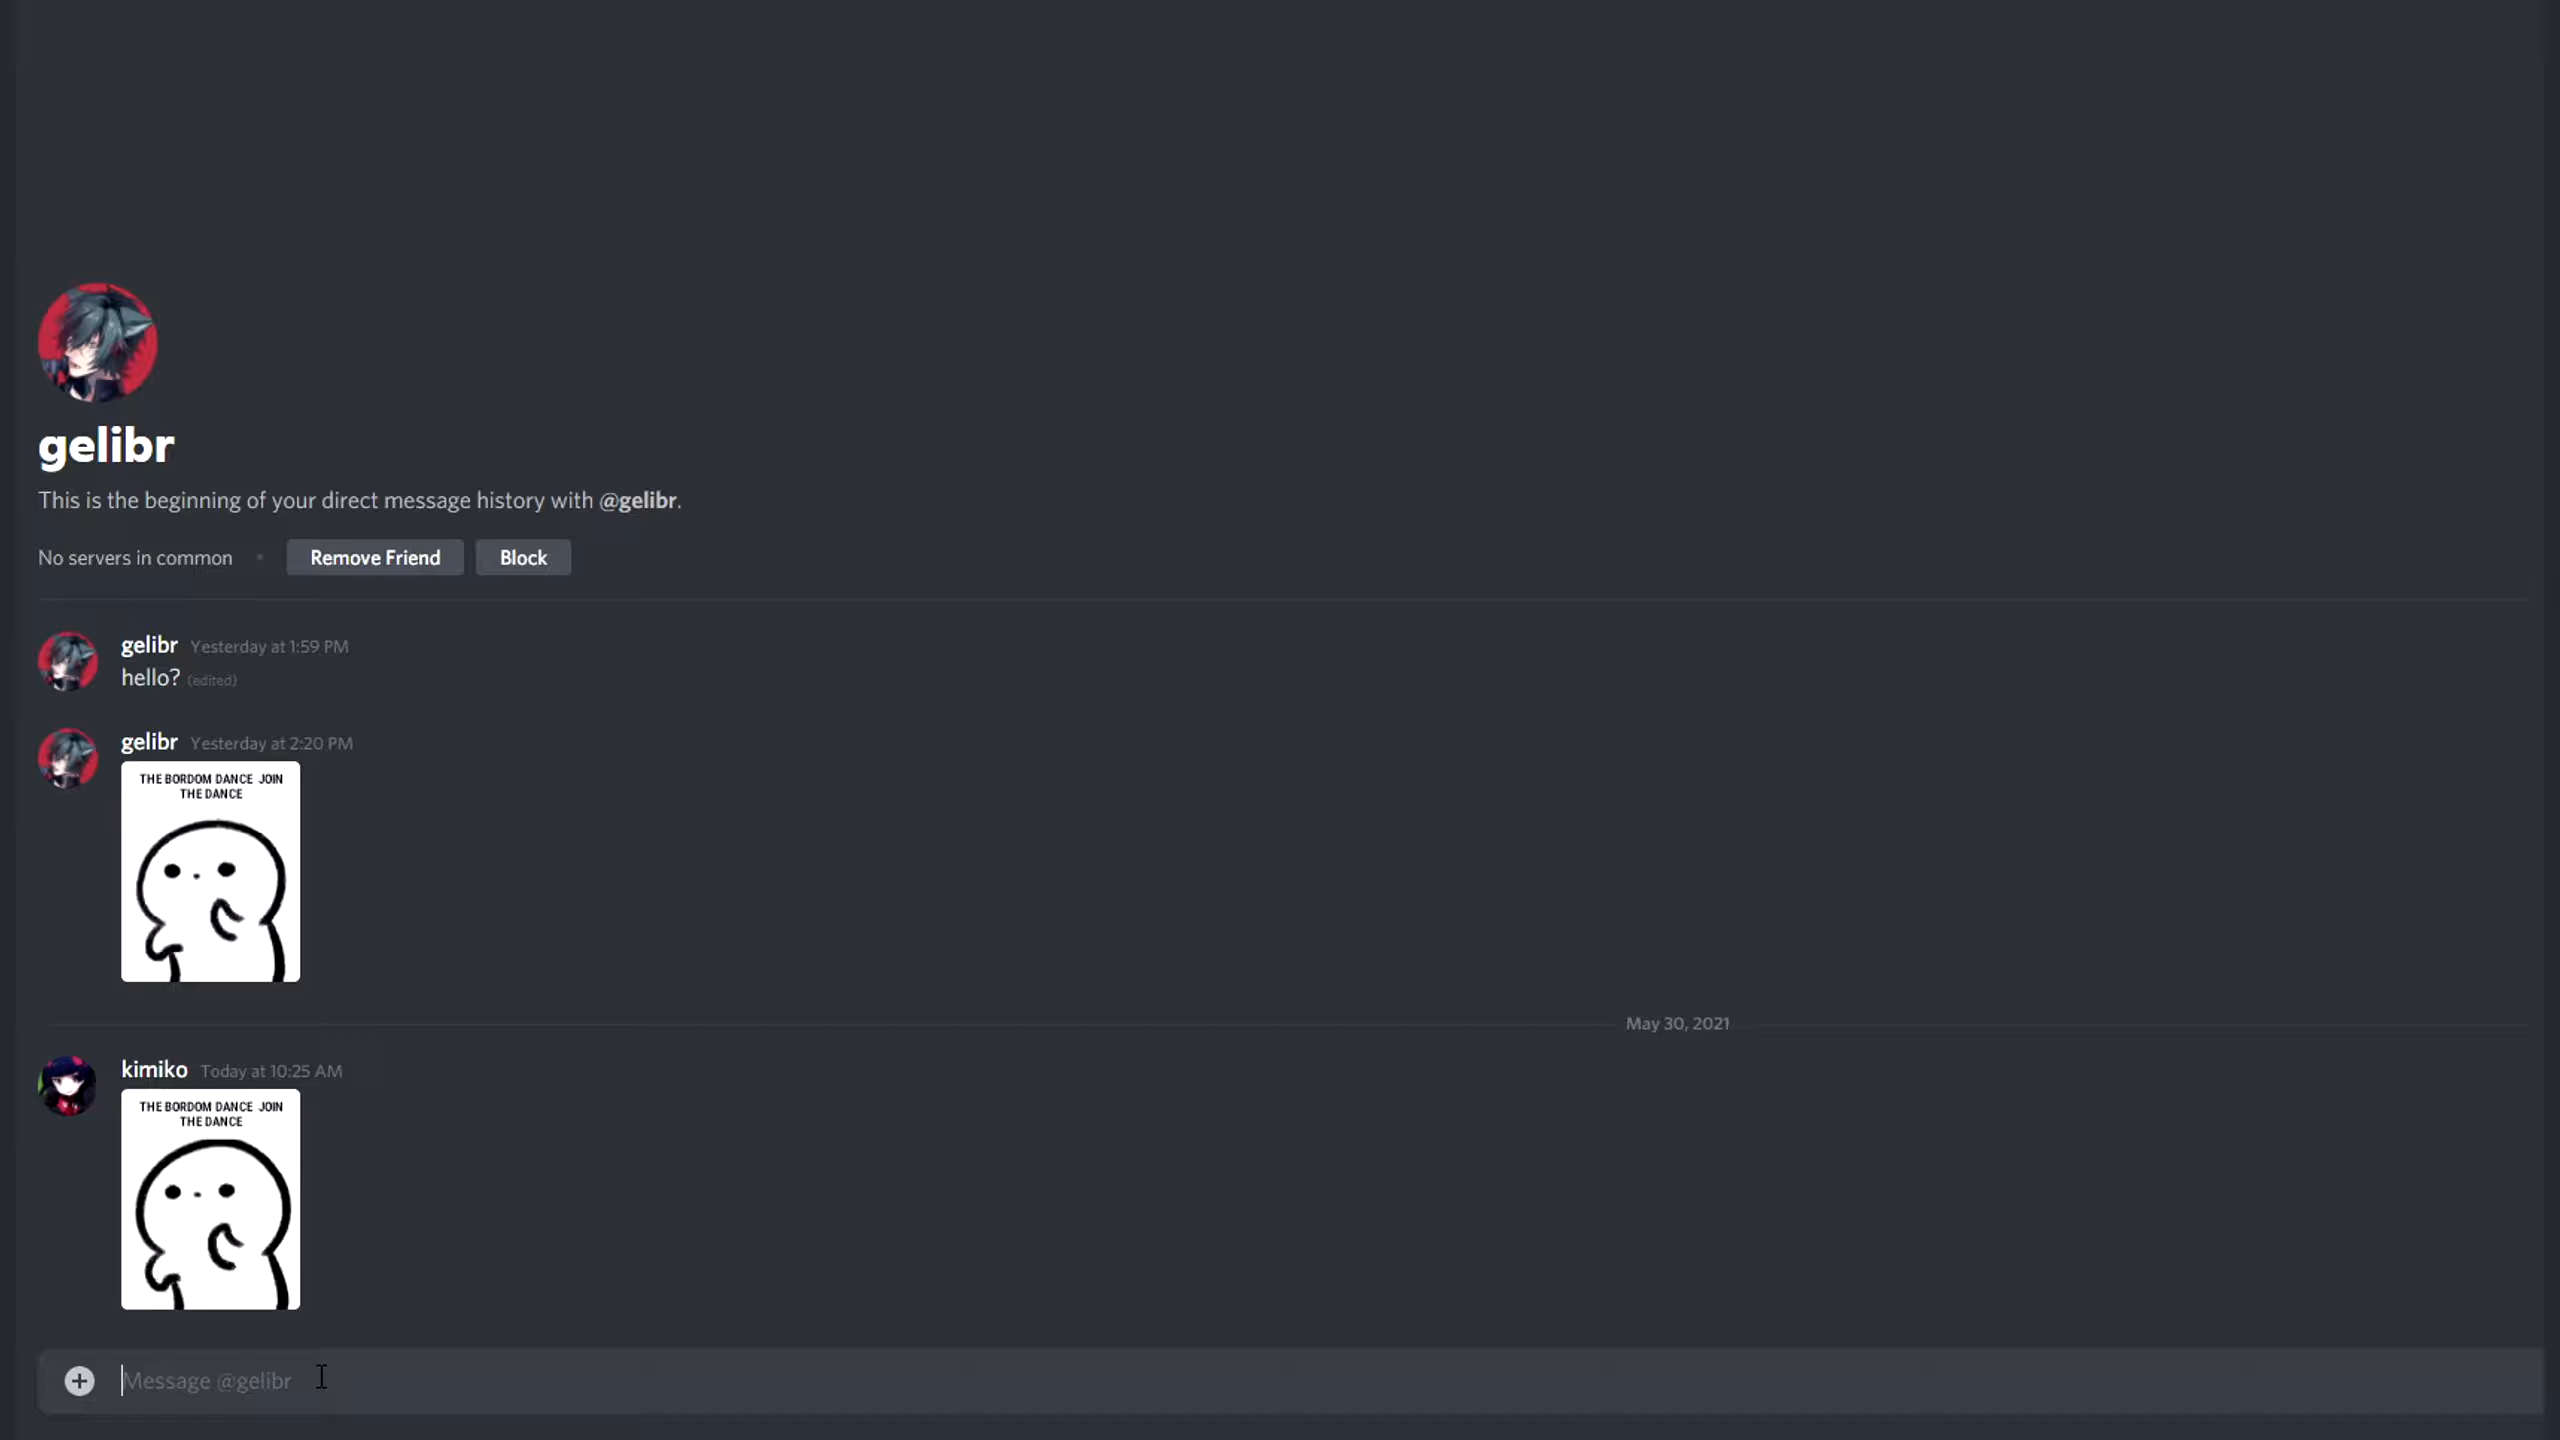 gelibr
This is the beginning of your direct message history with @gelibr.
No servers in common • Remove Friend Block
gelibr Yesterday at 1:59 PM
hello? (edited)
gelibr Yesterday at 2:20 PM
THE BORDOM DANCE JOIN
THE DANCE
May 30, 2021
kimiko Today at 10:25 AM
THE BORDOM DANCE JOIN
THE DANCE
Message @gelibr